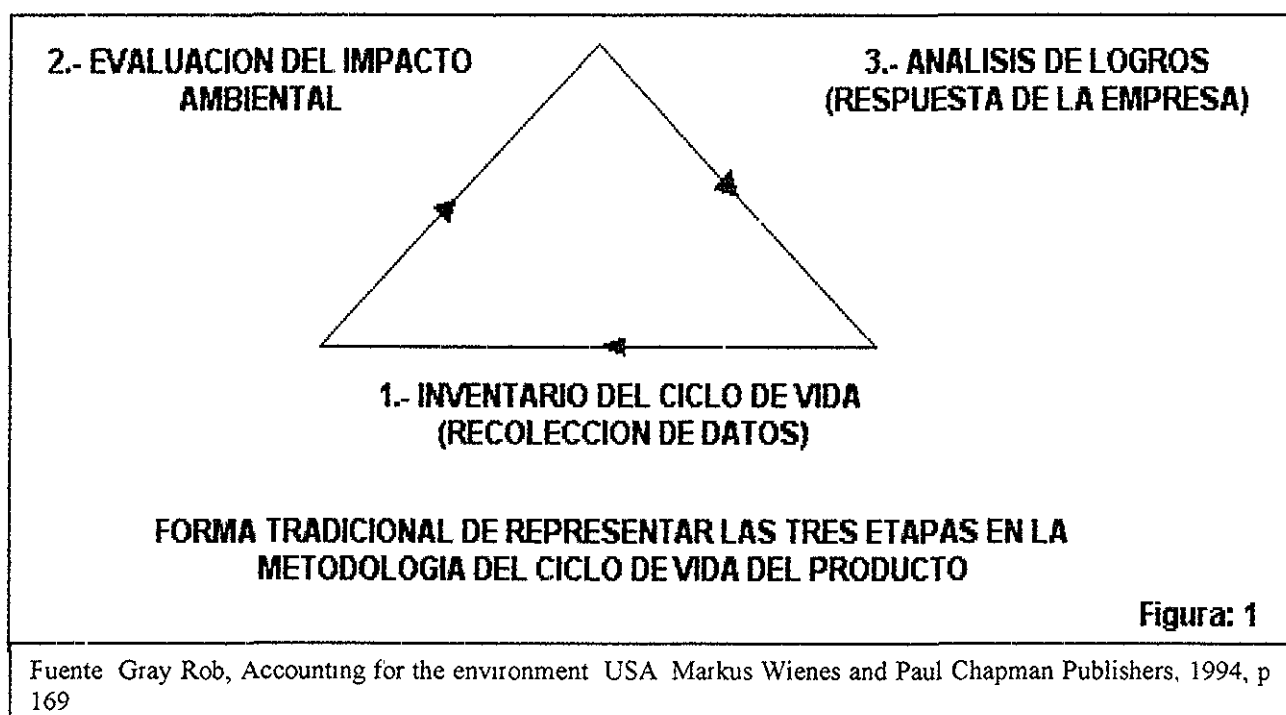 2.- EVALUACION DEL IMPACTO
AMBIENTAL
3.- ANALISIS DE LOGROS
(RESPUESTA DE LA EMPRESA)
1.- INVENTARIO DEL CICLO DE VIDA
(RECOLECCION DE DATOS)
FORMA TRADICIONAL DE REPRESENTAR LAS TRES ETAPAS EN LA
METODOLOGIA DEL CICLO DE VIDA DEL PRODUCTO
Figura: 1
Fuente Gray Rob, Accounting for the environment USA Markus Wienes and Paul Chapman Publishers, 1994, p
169